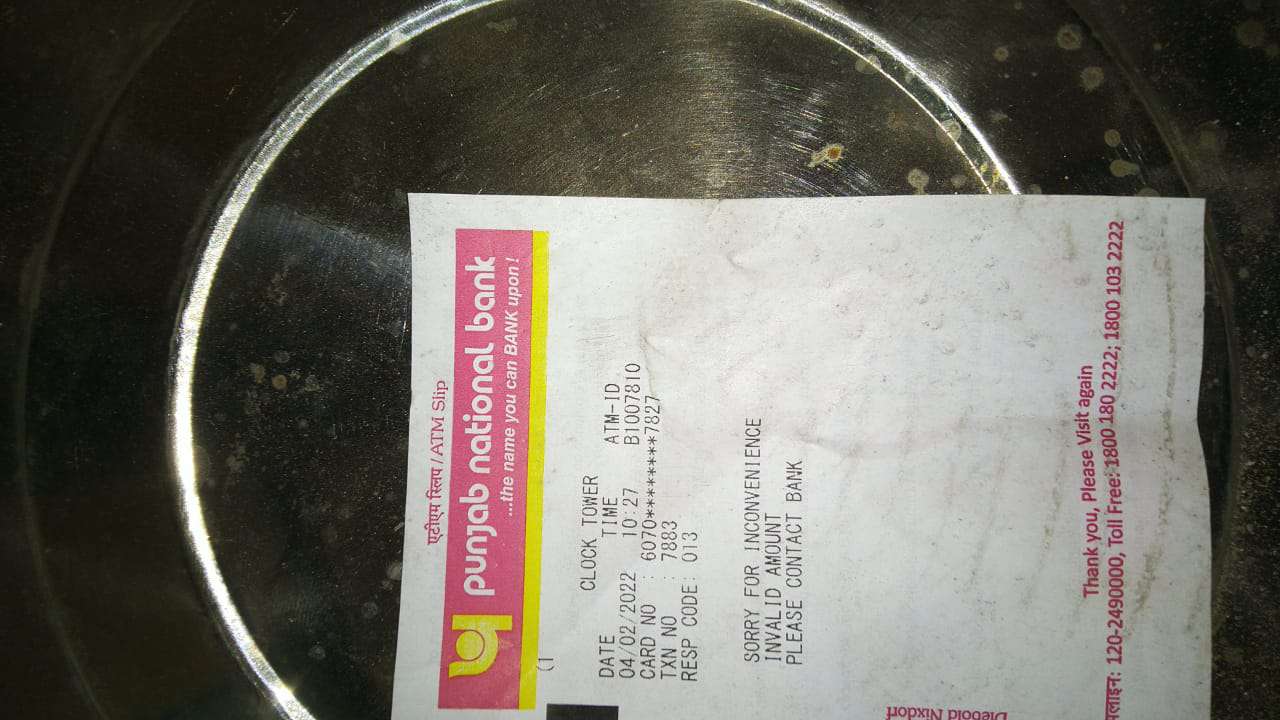 एटीएम स्लिप / ATM Slip
punjab national bank
...the name you can BANK upon!
CLOCK TOWER
DATE TIME ATM-ID
04/02/2022 10:27 B1007810
CARD NO : 6070*********7827
TXN NO : 7883
RESP CODE: 013
SORRY FOR INCONVENIENCE
INVALID AMOUNT
PLEASE CONTACT BANK
Thank you, Please Visit again
120-2490000, Toll Free: 1800 180 2222; 1800 103 2222
Diebold Nixdorf